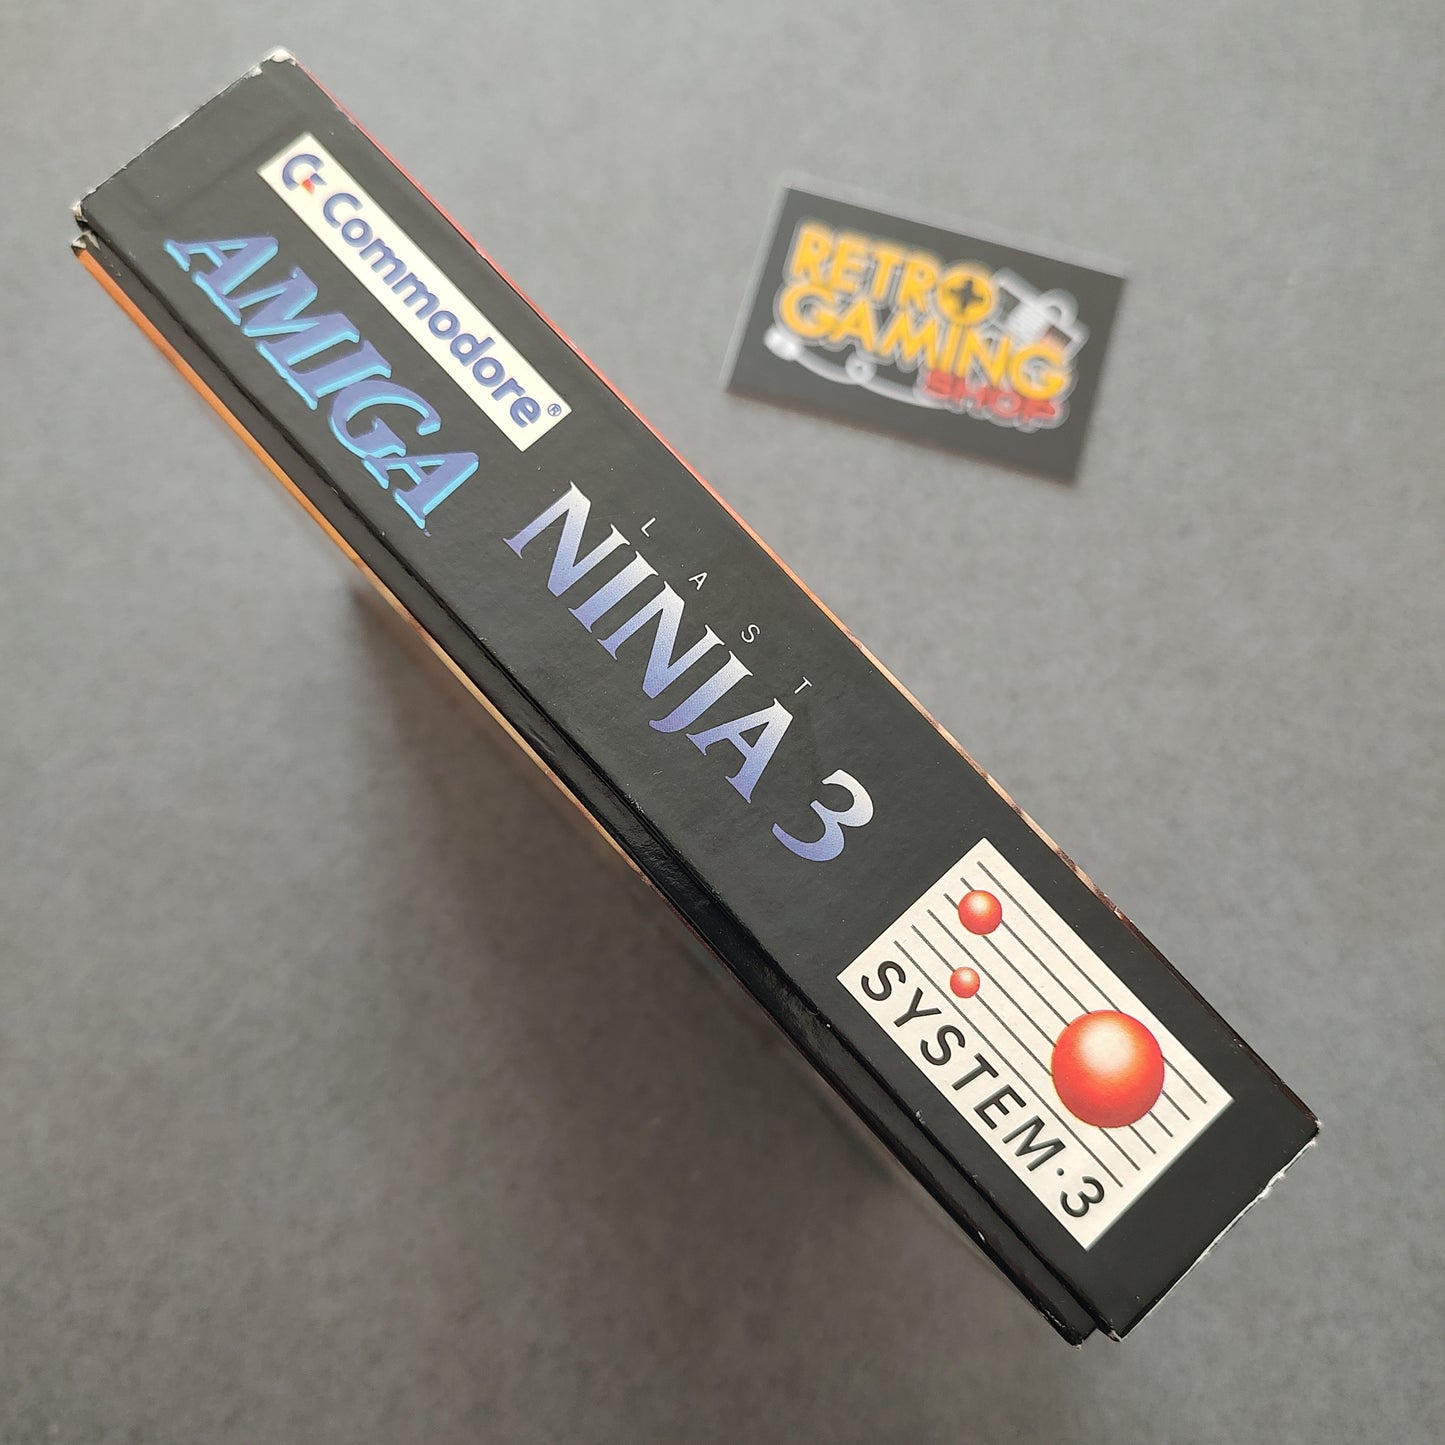 Commodore®
AMIGA
LAST
NINJA 3
SYSTEM·3
RETRO
GAMING
SHOP